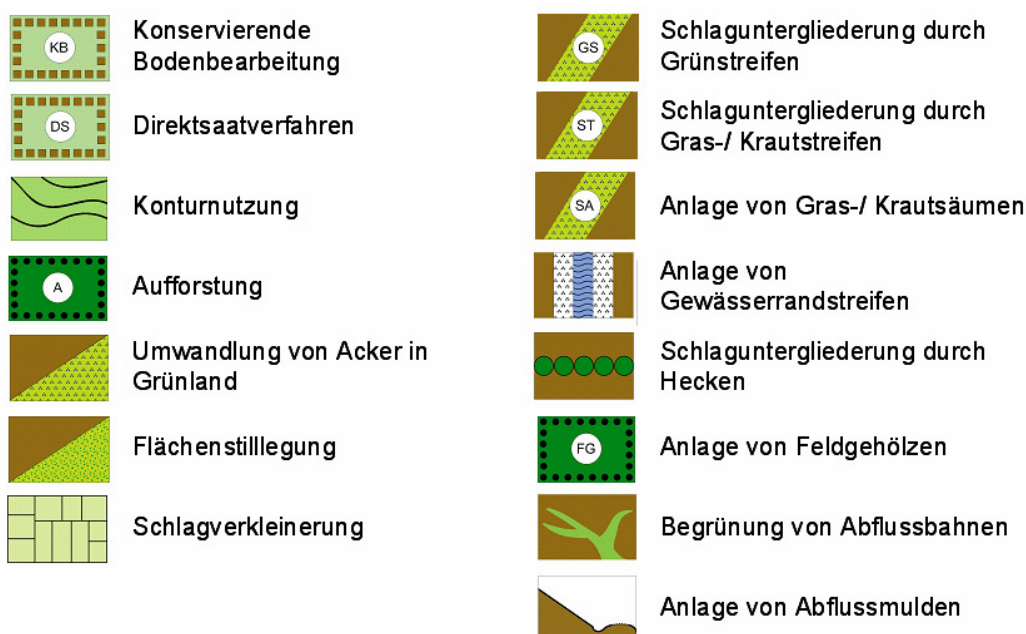 KB
Konservierende
Bodenbearbeitung
DS
Direktsaatverfahren
Konturnutzung
A
Aufforstung
Umwandlung von Acker in
Grünland
Flächenstilllegung
Schlagverkleinerung
GS
Schlaguntergliederung durch
Grünstreifen
ST
Schlaguntergliederung durch
Gras-/ Krautstreifen
SA
Anlage von Gras-/ Krautsäumen
Anlage von
Gewässerrandstreifen
Schlaguntergliederung durch
Hecken
FG
Anlage von Feldgehölzen
Begrünung von Abflussbahnen
Anlage von Abflussmulden